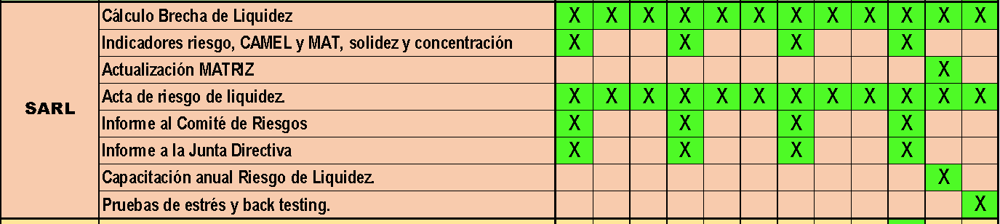 Cálculo Brecha de Liquidez X X X X X X X X X X X X
Indicadores riesgo, CAMEL y MAT, solidez y concentración X X X X
Actualización MATRIZ X
SARL
Acta de riesgo de liquidez. X X X X X X X X X X X X
Informe al Comité de Riesgos X X X X
Informe a la Junta Directiva X X X X
Capacitación anual Riesgo de Liquidez. X
Pruebas de estrés y back testing. X